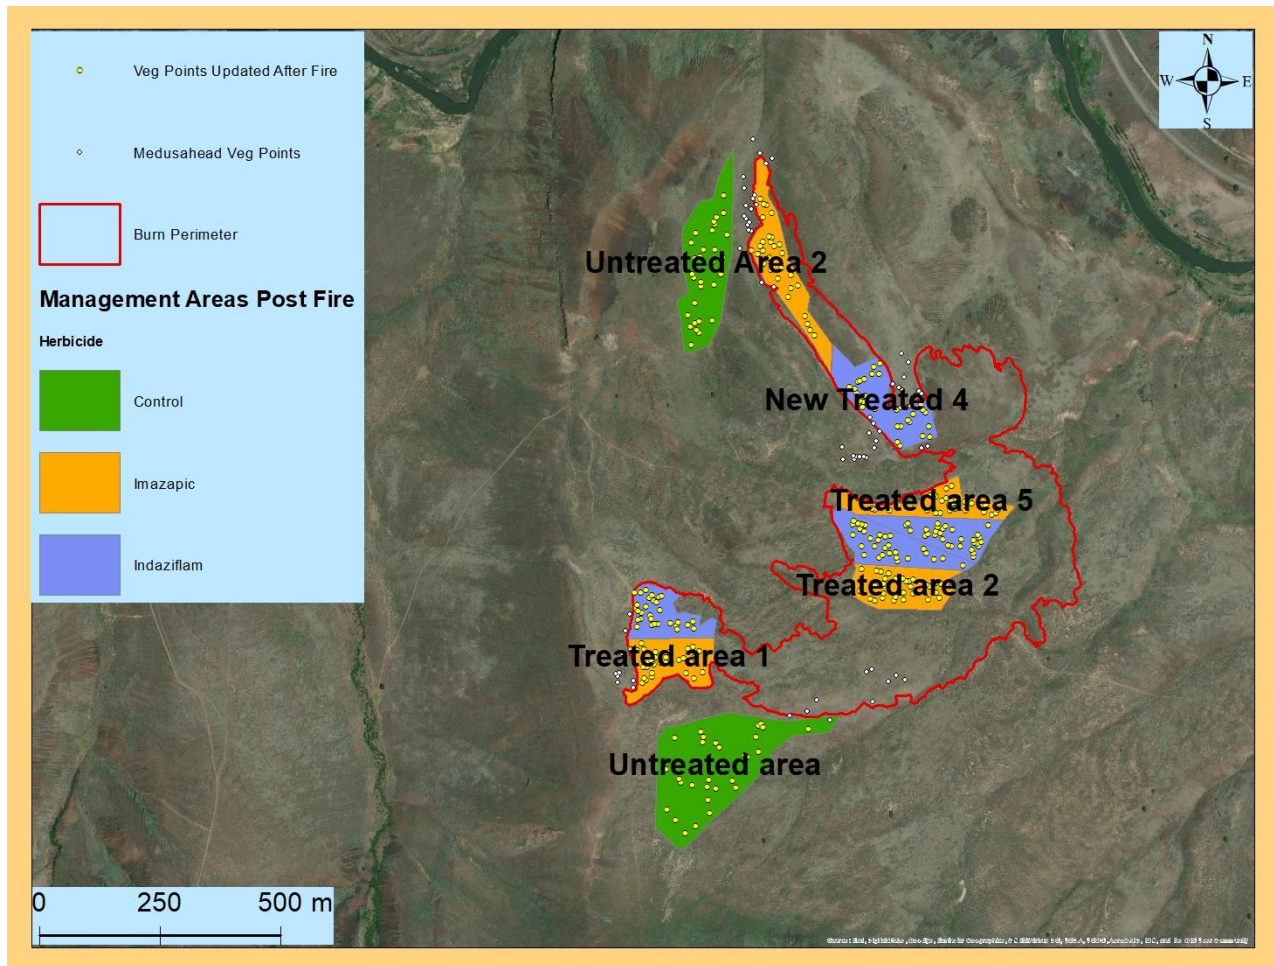 Veg Points Updated After Fire
Medusahead Veg Points
Burn Perimeter
Management Areas Post Fire
Herbicide
Control
Imazapic
Indaziflam
N
W E
S
Untreated Area 2
New Treated 4
Treated area 5
Treated area 2
Treated area 1
Untreated area
0 250 500 m